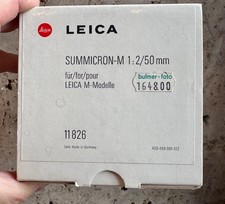 LEICA
SUMMICRON-M 1:2/50 mm
für/for/pour
LEICA M-Modelle
bulmer-foto
1648.00
11826